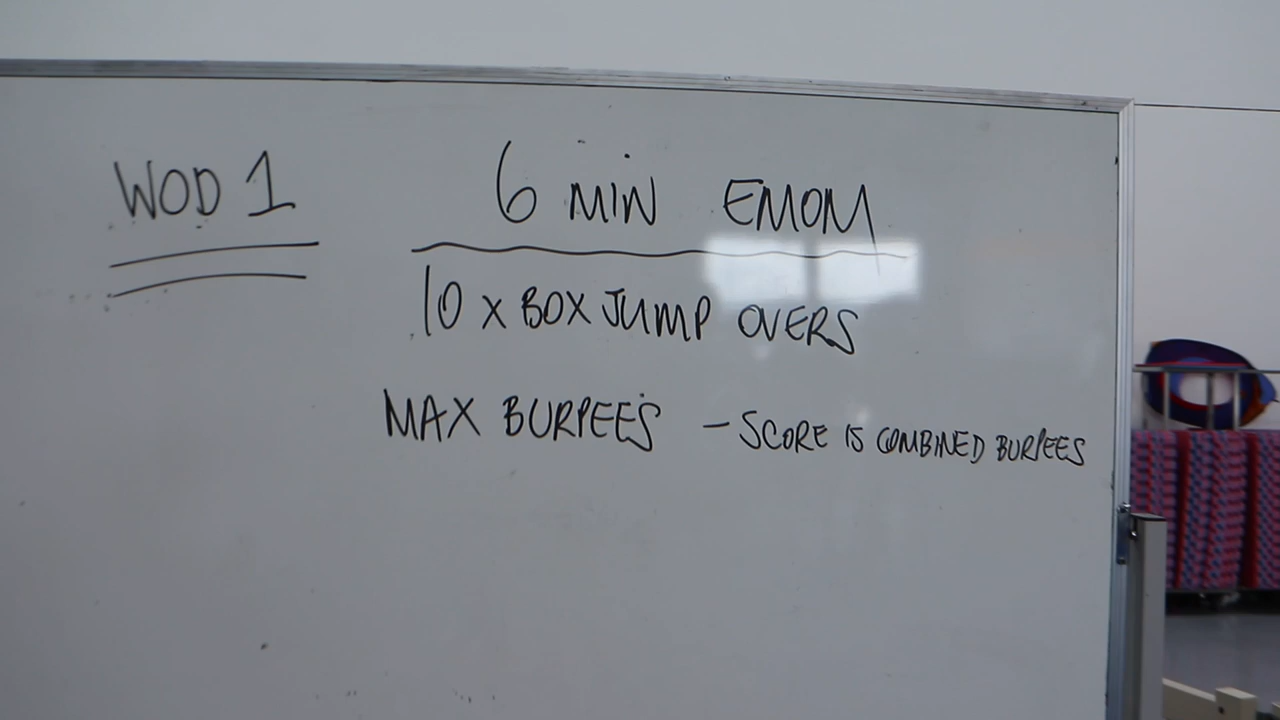 WOD 1
6 MIN EMOM
10 x BOX JUMP OVERS
MAX BURPEES - SCORE IS COMBINED BURPEES